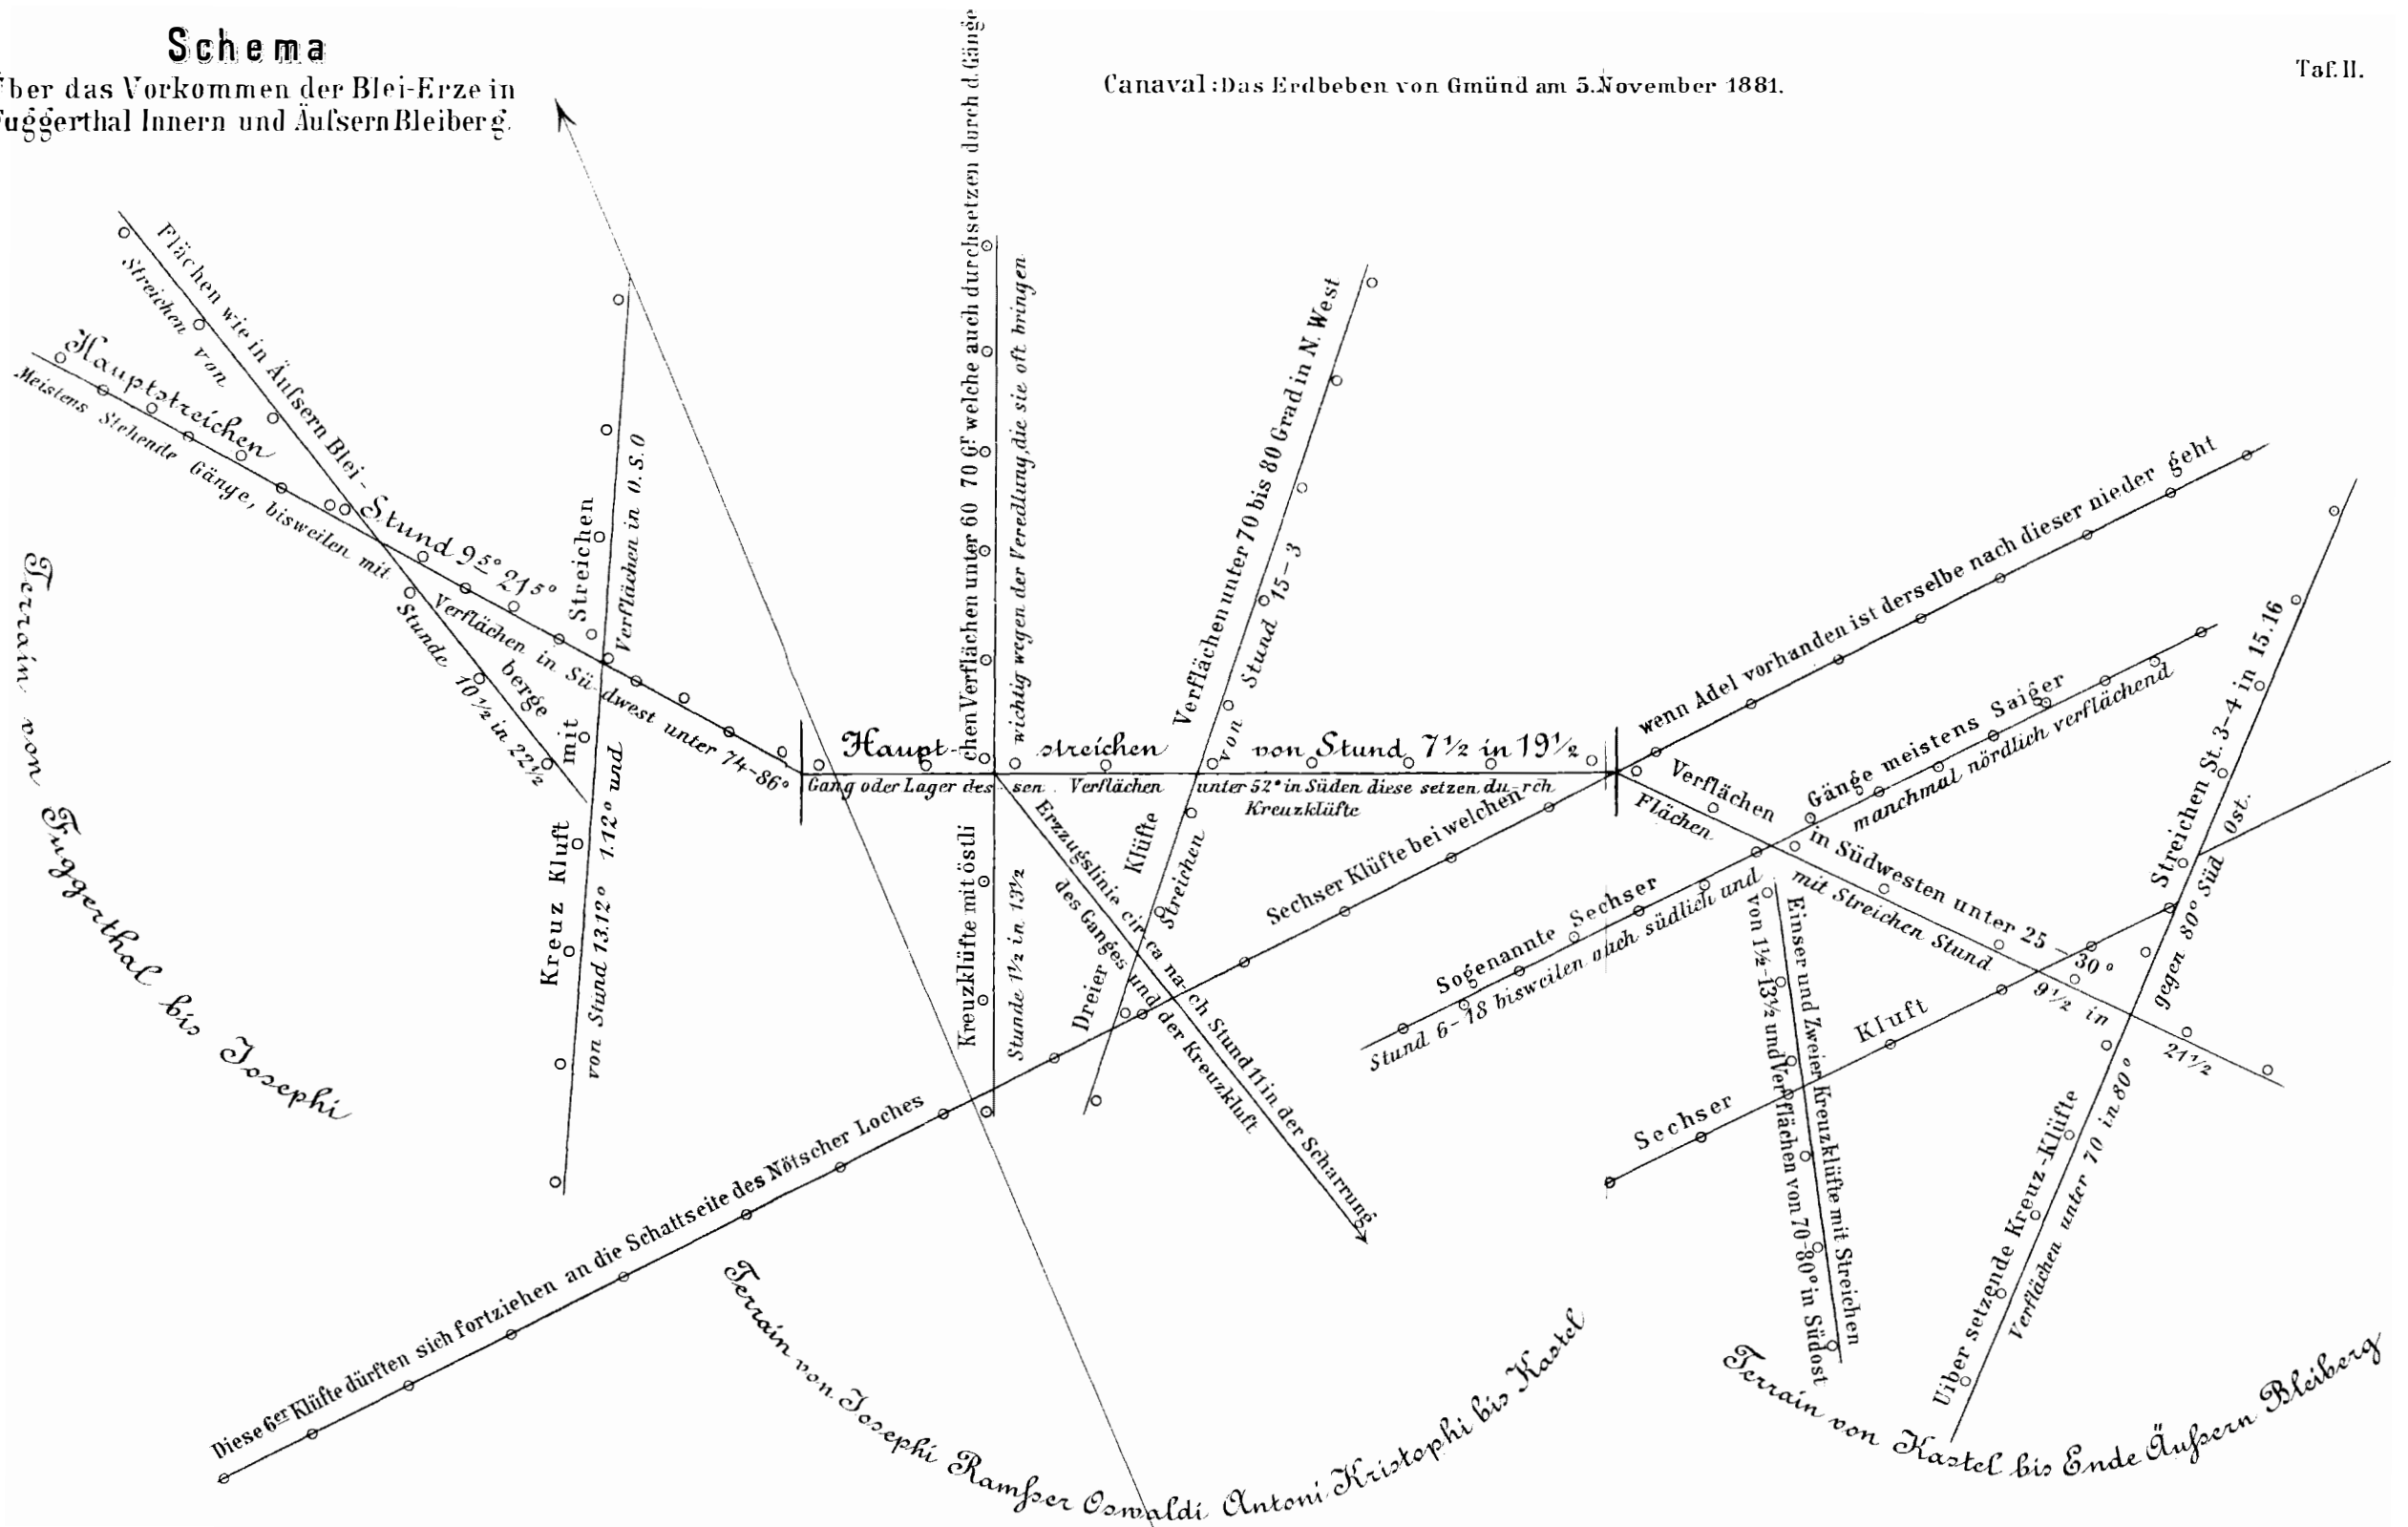 Schema
Über das Vorkommen der Blei-Erze in
Fuggerthal Innern und Äuſsern Bleiberg.
Canaval: Das Erdbeben von Gmünd am 5. November 1881.
Taf. II.
Flächen wie in Äuſsern Blei-
berge mit
Streichen von
Stunde 10½ in 22½
Hauptstreichen Stund 9 5° 21 5°
Meistens Stehende Gänge, bisweilen mit Verflächen in Südwest unter 74-86°
Kreuz Kluft mit Streichen
von Stund 13.12° 1.12° und Verflächen in O.S.O
Terrain von Fuggerthal bis Josephi
Kreuzklüfte mit östlichen Verflächen unter 60 70 Gr welche auch durchsetzen durch d. Gänge
Stunde 1½ in 13½ wichtig wegen der Veredlung, die sie oft bringen
Haupt-streichen von Stund 7½ in 19½
Gang oder Lager dessen Verflächen unter 52° in Süden diese setzen durch
Kreuzklüfte
Dreier Klüfte Verflächen unter 70 bis 80 Grad in N. West
Streichen von Stund 15-3
Erzzugslinie circa nach Stund 11 in der Scharrung
des Ganges und der Kreuzkluft
Diese 6er Klüfte dürften sich fortziehen an die Schattseite des Nötscher Loches
Sechser Klüfte bei welchen
wenn Adel vorhanden ist derselbe nach dieser nieder geht
Terrain von Josephi Ramſser Oswaldi Antoni Kristophi bis Kastel
Verflächen in Südwesten unter 25-30°
Flächen mit Streichen Stund 9½ in 21½
Sogenannte Sechser Gänge meistens Saiger
Stund 6-18 bisweilen auch südlich und manchmal nördlich verflächend
Einser und Zweier Kreuzklüfte mit Streichen
von 1½-13½ und Verflächen von 70-80° in Südost
Sechser Kluft
Uibersetzende Kreuz-Klüfte Streichen St. 3-4 in 15.16
Verflächen unter 70 in 80° gegen 80° Süd Ost.
Terrain von Kastel bis Ende Äuſsern Bleiberg